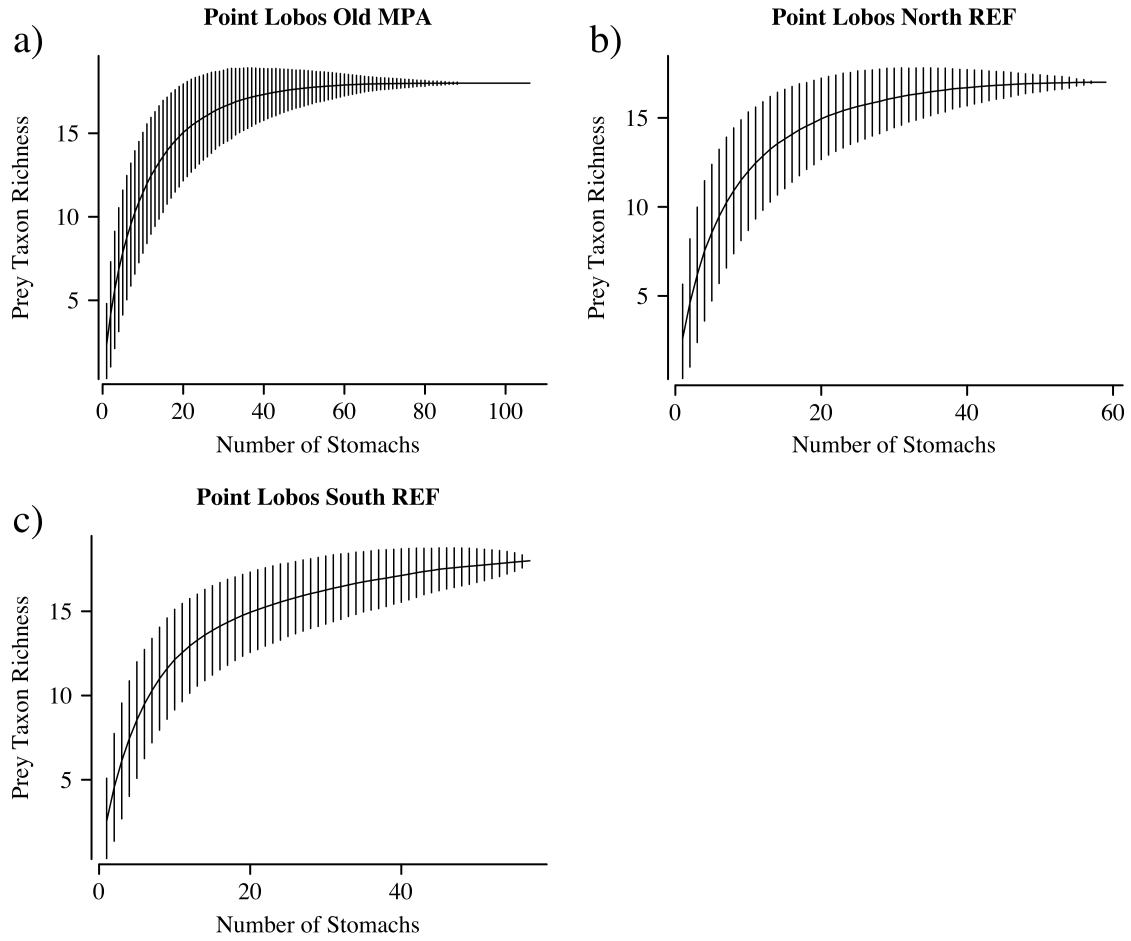 Point Lobos Old MPA
a)
Prey Taxon Richness
15
10
5
0 20 40 60 80 100
Number of Stomachs
Point Lobos North REF
b)
Prey Taxon Richness
15
10
5
0 20 40 60
Number of Stomachs
Point Lobos South REF
c)
Prey Taxon Richness
15
10
5
0 20 40
Number of Stomachs